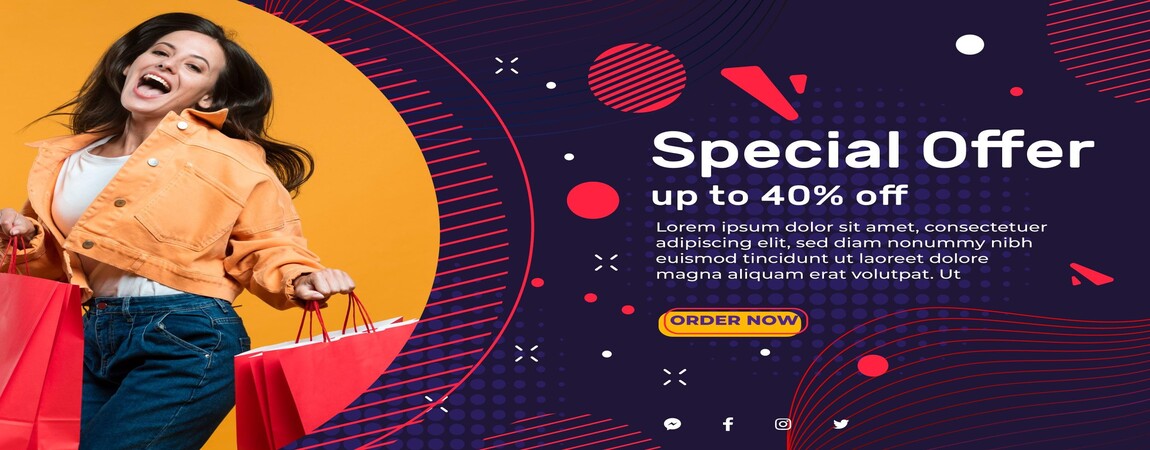 Special Offer
up to 40% off
Lorem ipsum dolor sit amet, consectetuer
adipiscing elit, sed diam nonummy nibh
euismod tincidunt ut laoreet dolore
magna aliquam erat volutpat. Ut
ORDER NOW